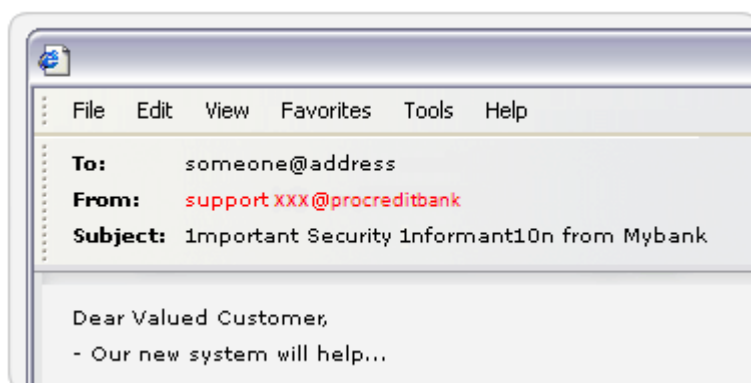 File Edit View Favorites Tools Help
To: someone@address
From: support XXX@procreditbank
Subject: 1mportant Security 1nformant10n from Mybank
Dear Valued Customer,
- Our new system will help...